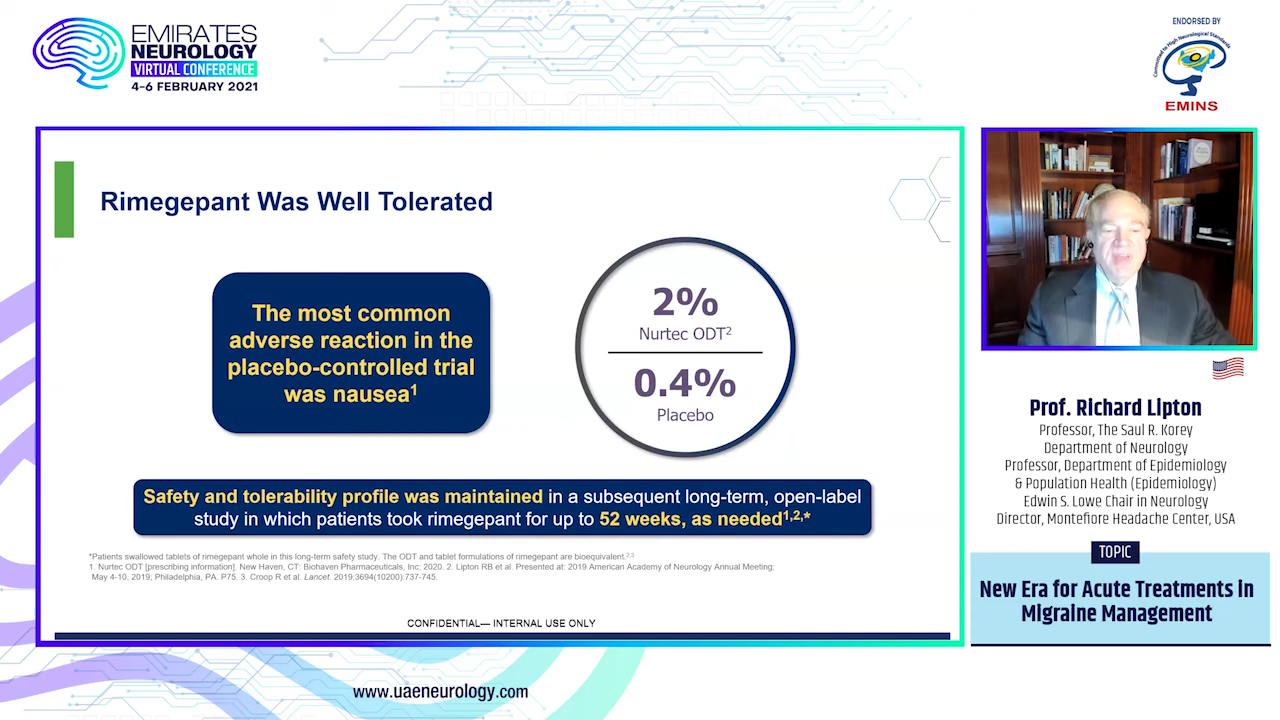 EMIRATES
NEUROLOGY
VIRTUAL CONFERENCE
4-6 FEBRUARY 2021
ENDORSED BY
Committed to High Neurological Standards
EMINS
Rimegepant Was Well Tolerated
The most common
adverse reaction in the
placebo-controlled trial
was nausea1
2%
Nurtec ODT2
0.4%
Placebo
Safety and tolerability profile was maintained in a subsequent long-term, open-label
study in which patients took rimegepant for up to 52 weeks, as needed1,2,*
*Patients swallowed tablets of rimegepant whole in this long-term safety study. The ODT and tablet formulations of rimegepant are bioequivalent.2,3
1. Nurtec ODT [prescribing information]. New Haven, CT: Biohaven Pharmaceuticals, Inc; 2020. 2. Lipton RB et al. Presented at: 2019 American Academy of Neurology Annual Meeting;
May 4-10, 2019; Philadelphia, PA. P75. 3. Croop R et al. Lancet. 2019;3694(10200):737-745.
CONFIDENTIAL— INTERNAL USE ONLY
Prof. Richard Lipton
Professor, The Saul R. Korey
Department of Neurology
Professor, Department of Epidemiology
& Population Health (Epidemiology)
Edwin S. Lowe Chair in Neurology
Director, Montefiore Headache Center, USA
TOPIC
New Era for Acute Treatments in
Migraine Management
www.uaeneurology.com